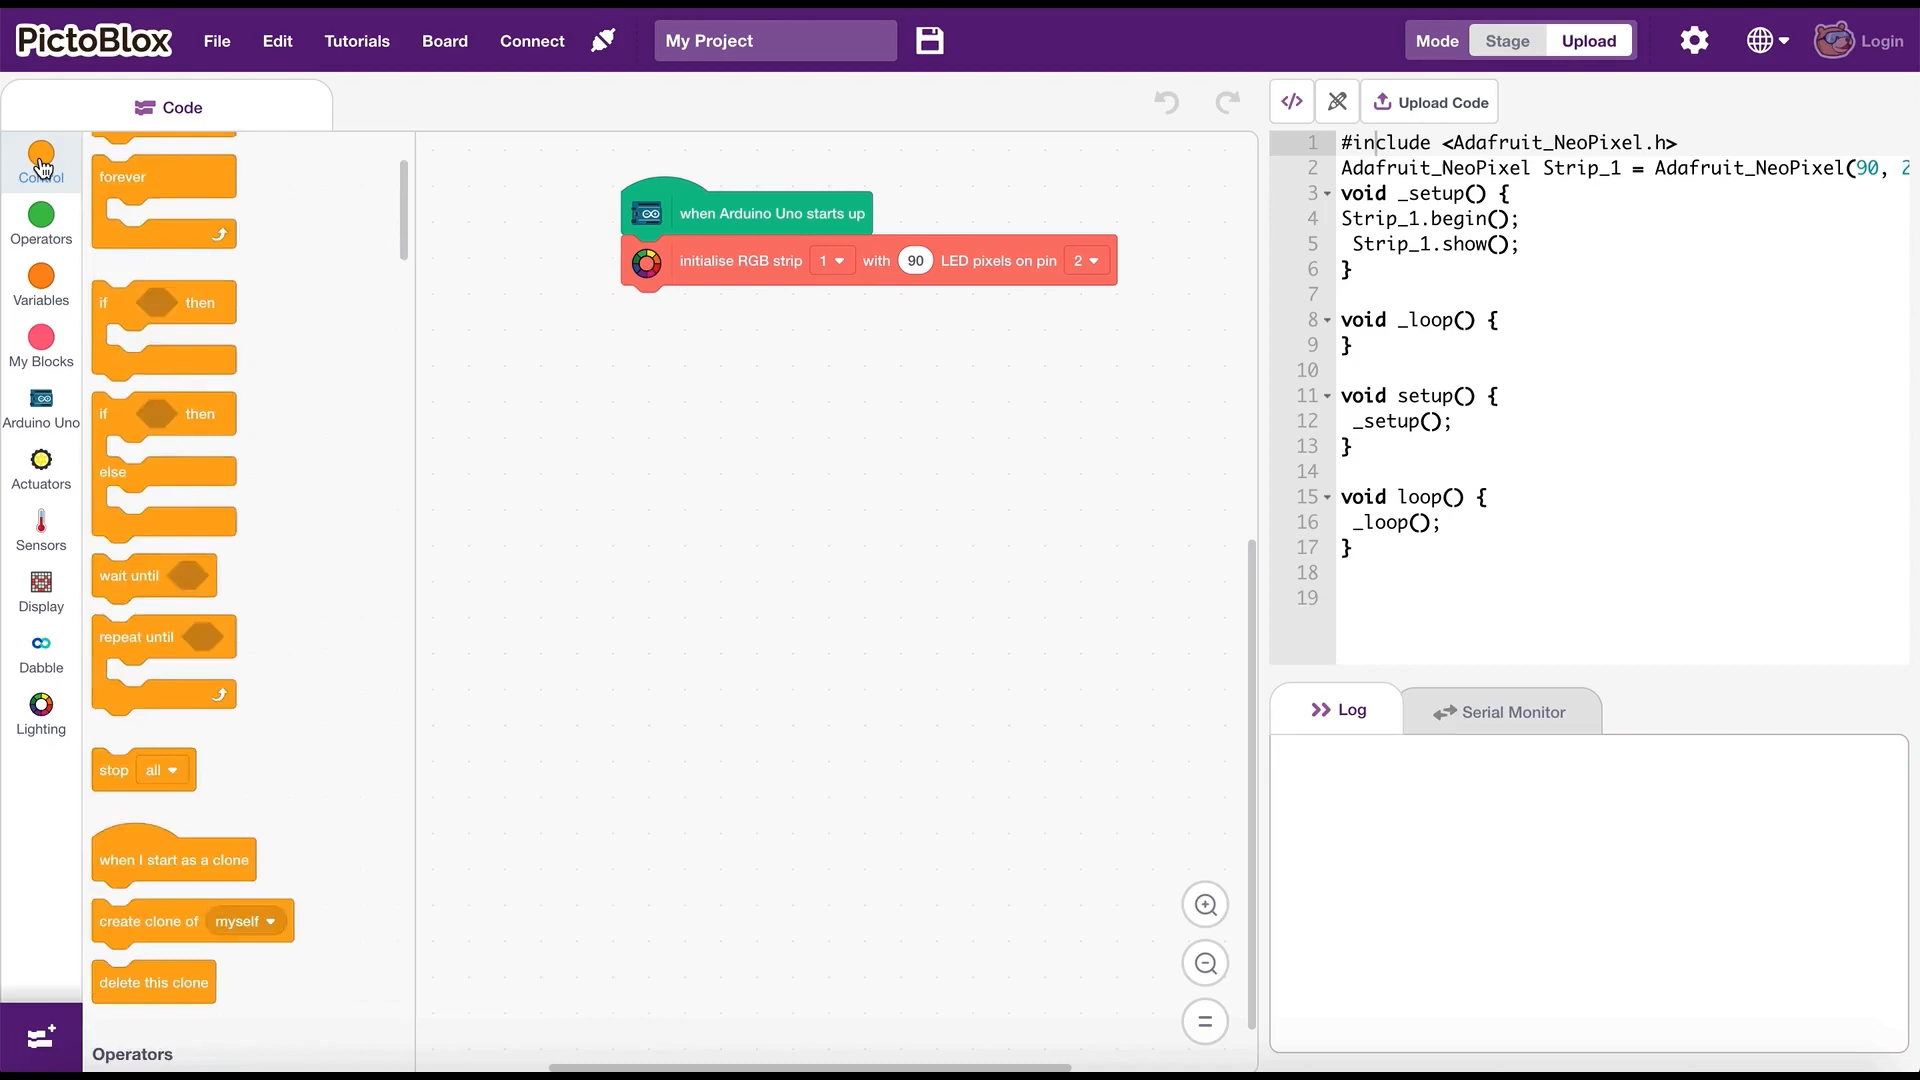 PictoBlox
File Edit Tutorials Board Connect My Project Mode Stage Upload Login
Code
Control
Operators
Variables
My Blocks
Arduino Uno
Actuators
Sensors
Display
Dabble
Lighting
forever
if then
if then
else
wait until
repeat until
stop all
when I start as a clone
create clone of myself
delete this clone
Operators
when Arduino Uno starts up
initialise RGB strip 1 with 90 LED pixels on pin 2
Upload Code
1 #include <Adafruit_NeoPixel.h>
2 Adafruit_NeoPixel Strip_1 = Adafruit_NeoPixel(90, 2
3 void _setup() {
4 Strip_1.begin();
5 Strip_1.show();
6 }
7
8 void _loop() {
9 }
10
11 void setup() {
12 _setup();
13 }
14
15 void loop() {
16 _loop();
17 }
18
19
Log
Serial Monitor